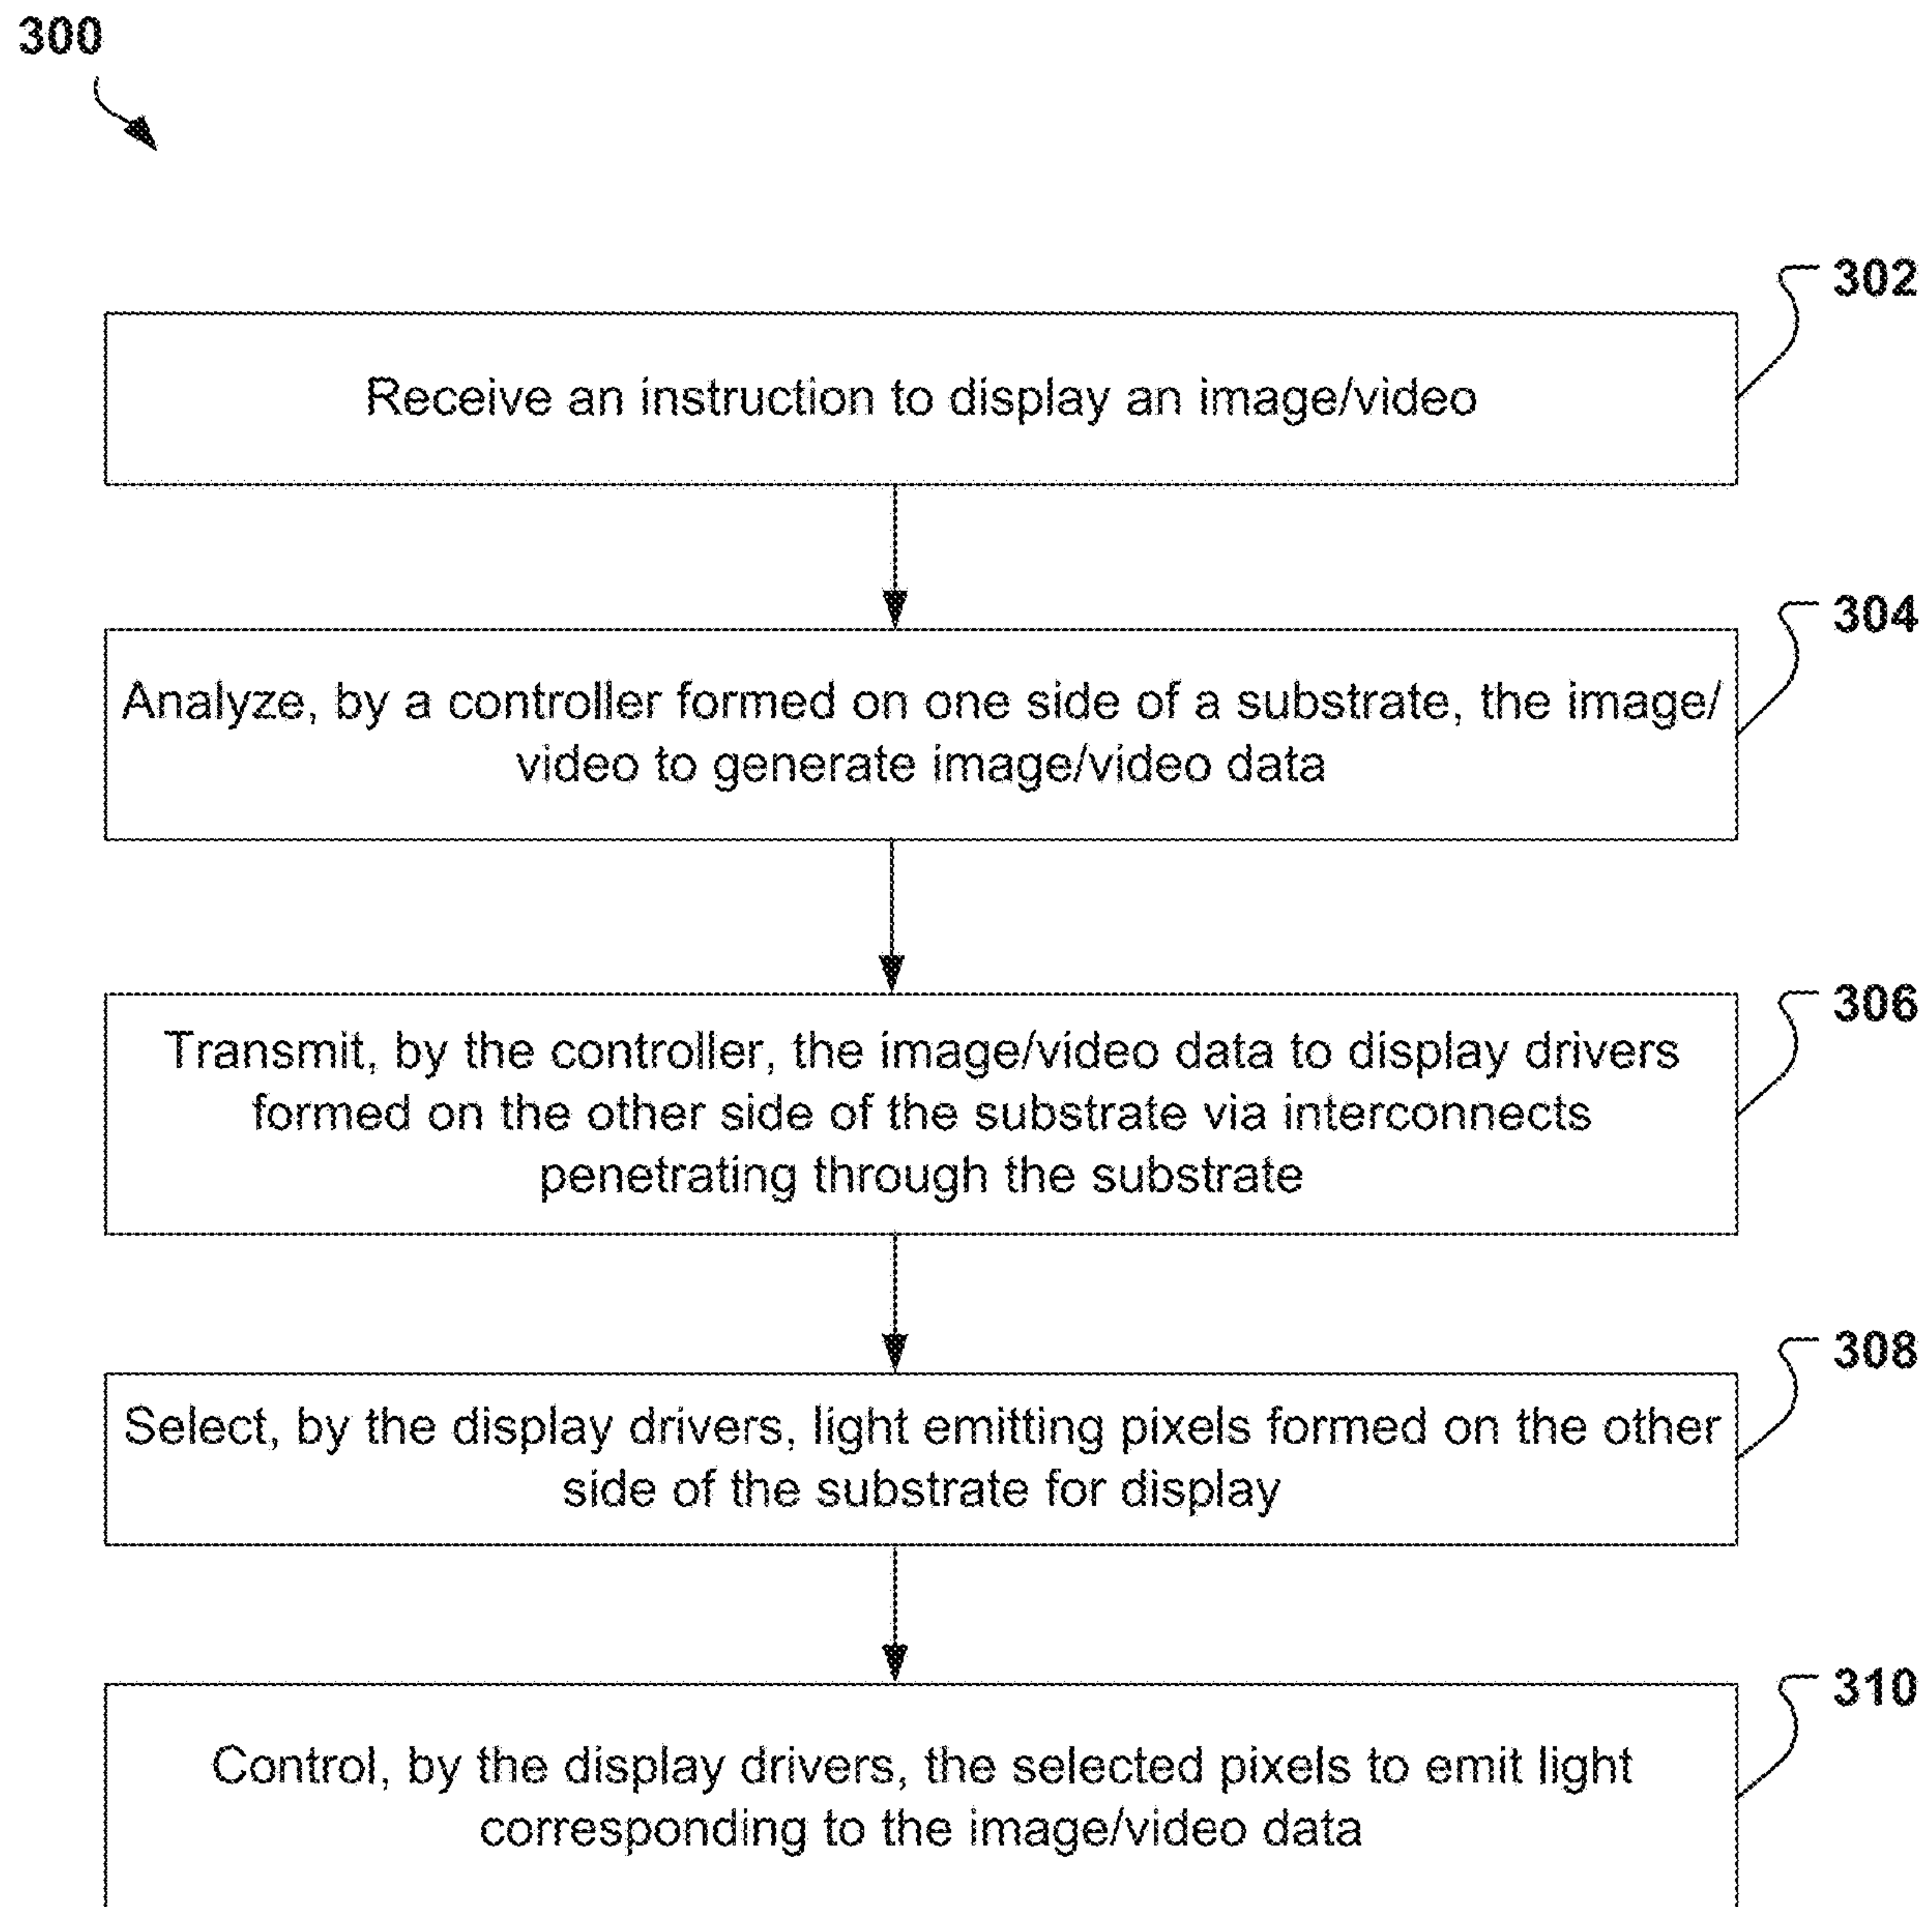 300
302
Receive an instruction to display an image/video
304
Analyze, by a controller formed on one side of a substrate, the image/
video to generate image/video data
306
Transmit, by the controller, the image/video data to display drivers
formed on the other side of the substrate via interconnects
penetrating through the substrate
308
Select, by the display drivers, light emitting pixels formed on the other
side of the substrate for display
310
Control, by the display drivers, the selected pixels to emit light
corresponding to the image/video data